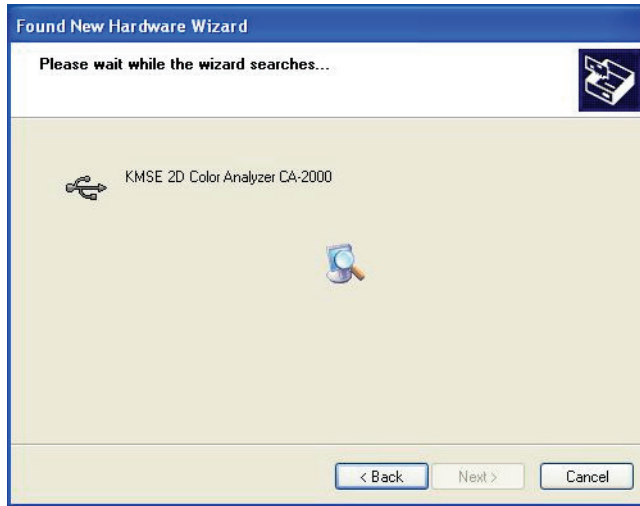 Found New Hardware Wizard
Please wait while the wizard searches...
KMSE 2D Color Analyzer CA-2000
< Back
Next >
Cancel